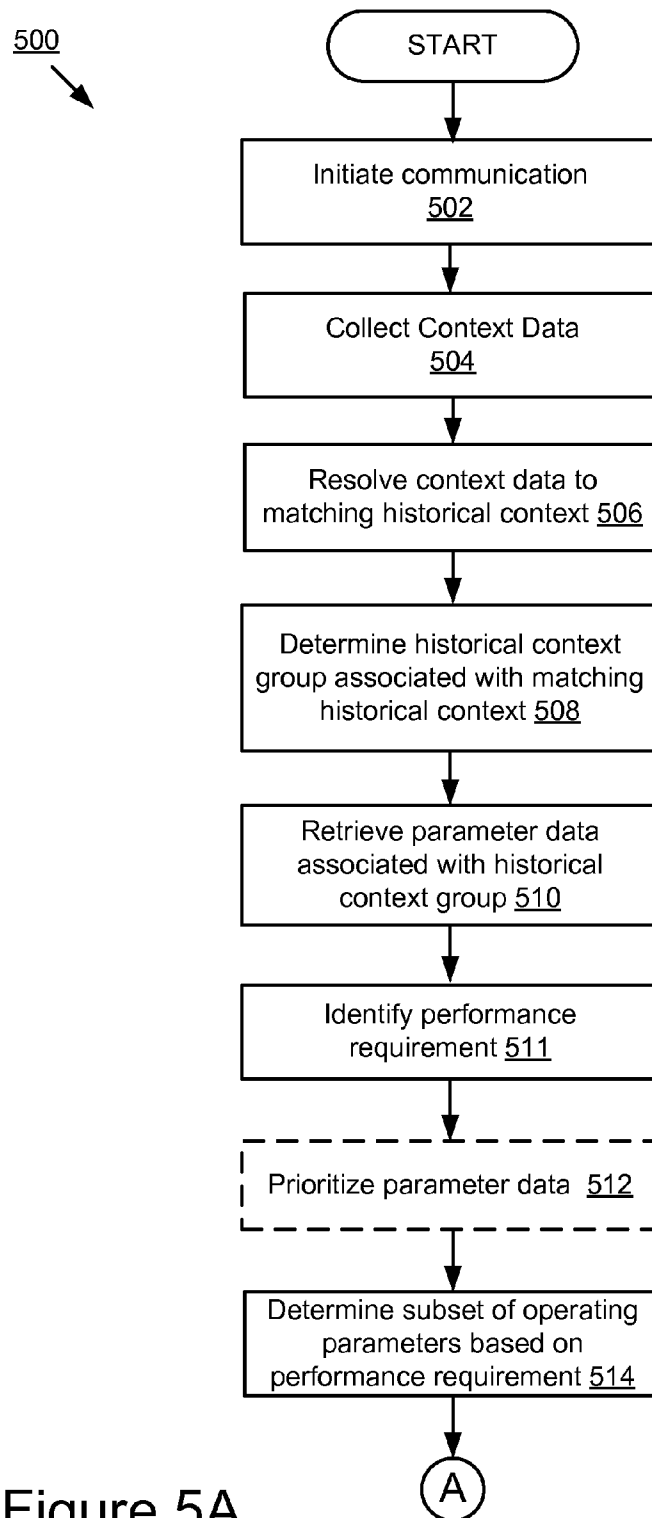 500
START
Initiate communication
502
Collect Context Data
504
Resolve context data to
matching historical context 506
Determine historical context
group associated with matching
historical context 508
Retrieve parameter data
associated with historical
context group 510
Identify performance
requirement 511
Prioritize parameter data 512
Determine subset of operating
parameters based on
performance requirement 514
A
Figure 5A